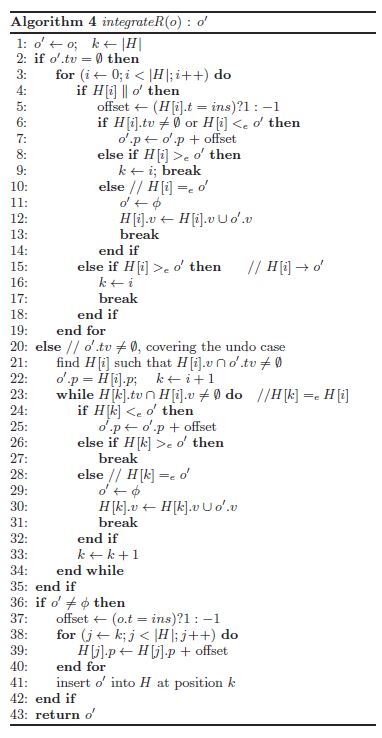 Algorithm 4 integrateR(o) : o′
1: o′ ← o; k ← |H|
2: if o′.tv = ∅ then
3: for (i ← 0; i < |H|; i++) do
4: if H[i] ∥ o′ then
5: offset ← (H[i].t = ins)?1 : −1
6: if H[i].tv ≠ ∅ or H[i] <ₑ o′ then
7: o′.p ← o′.p + offset
8: else if H[i] >ₑ o′ then
9: k ← i; break
10: else // H[i] =ₑ o′
11: o′ ← ϕ
12: H[i].v ← H[i].v ∪ o′.v
13: break
14: end if
15: else if H[i] >ₑ o′ then // H[i] → o′
16: k ← i
17: break
18: end if
19: end for
20: else // o′.tv ≠ ∅, covering the undo case
21: find H[i] such that H[i].v ∩ o′.tv ≠ ∅
22: o′.p = H[i].p; k ← i + 1
23: while H[k].tv ∩ H[i].v ≠ ∅ do //H[k] =ₑ H[i]
24: if H[k] <ₑ o′ then
25: o′.p ← o′.p + offset
26: else if H[k] >ₑ o′ then
27: break
28: else // H[k] =ₑ o′
29: o′ ← ϕ
30: H[k].v ← H[k].v ∪ o′.v
31: break
32: end if
33: k ← k + 1
34: end while
35: end if
36: if o′ ≠ ϕ then
37: offset ← (o.t = ins)?1 : −1
38: for (j ← k; j < |H|; j++) do
39: H[j].p ← H[j].p + offset
40: end for
41: insert o′ into H at position k
42: end if
43: return o′